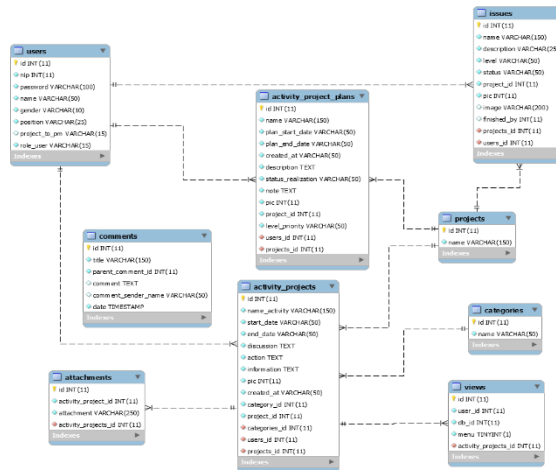 users
id INT(11)
nip INT(11)
password VARCHAR(100)
name VARCHAR(50)
gender VARCHAR(10)
position VARCHAR(25)
project_to_pm VARCHAR(15)
role_user VARCHAR(15)
Indexes
activity_project_plans
id INT(11)
name VARCHAR(150)
plan_start_date VARCHAR(50)
plan_end_date VARCHAR(50)
created_at VARCHAR(50)
description TEXT
status_realization VARCHAR(50)
note TEXT
pic INT(11)
project_id INT(11)
level_priority VARCHAR(50)
users_id INT(11)
projects_id INT(11)
Indexes
issues
id INT(11)
name VARCHAR(150)
description VARCHAR(25
level VARCHAR(50)
status VARCHAR(50)
project_id INT(11)
pic INT(11)
image VARCHAR(200)
finished_by INT(11)
projects_id INT(11)
users_id INT(11)
Indexes
projects
id INT(11)
name VARCHAR(150)
Indexes
comments
id INT(11)
title VARCHAR(150)
parent_comment_id INT(11)
comment TEXT
comment_sender_name VARCHAR(50)
date TIMESTAMP
Indexes
activity_projects
id INT(11)
name_activity VARCHAR(150)
start_date VARCHAR(50)
end_date VARCHAR(50)
discussion TEXT
action TEXT
information TEXT
pic INT(11)
created_at VARCHAR(50)
category_id INT(11)
project_id INT(11)
categories_id INT(11)
users_id INT(11)
projects_id INT(11)
Indexes
categories
id INT(11)
name VARCHAR(50)
Indexes
attachments
id INT(11)
activity_project_id INT(11)
attachment VARCHAR(250)
activity_projects_id INT(11)
Indexes
views
id INT(11)
user_id INT(11)
db_id INT(11)
menu TINYINT(1)
activity_projects_id INT(11)
Indexes